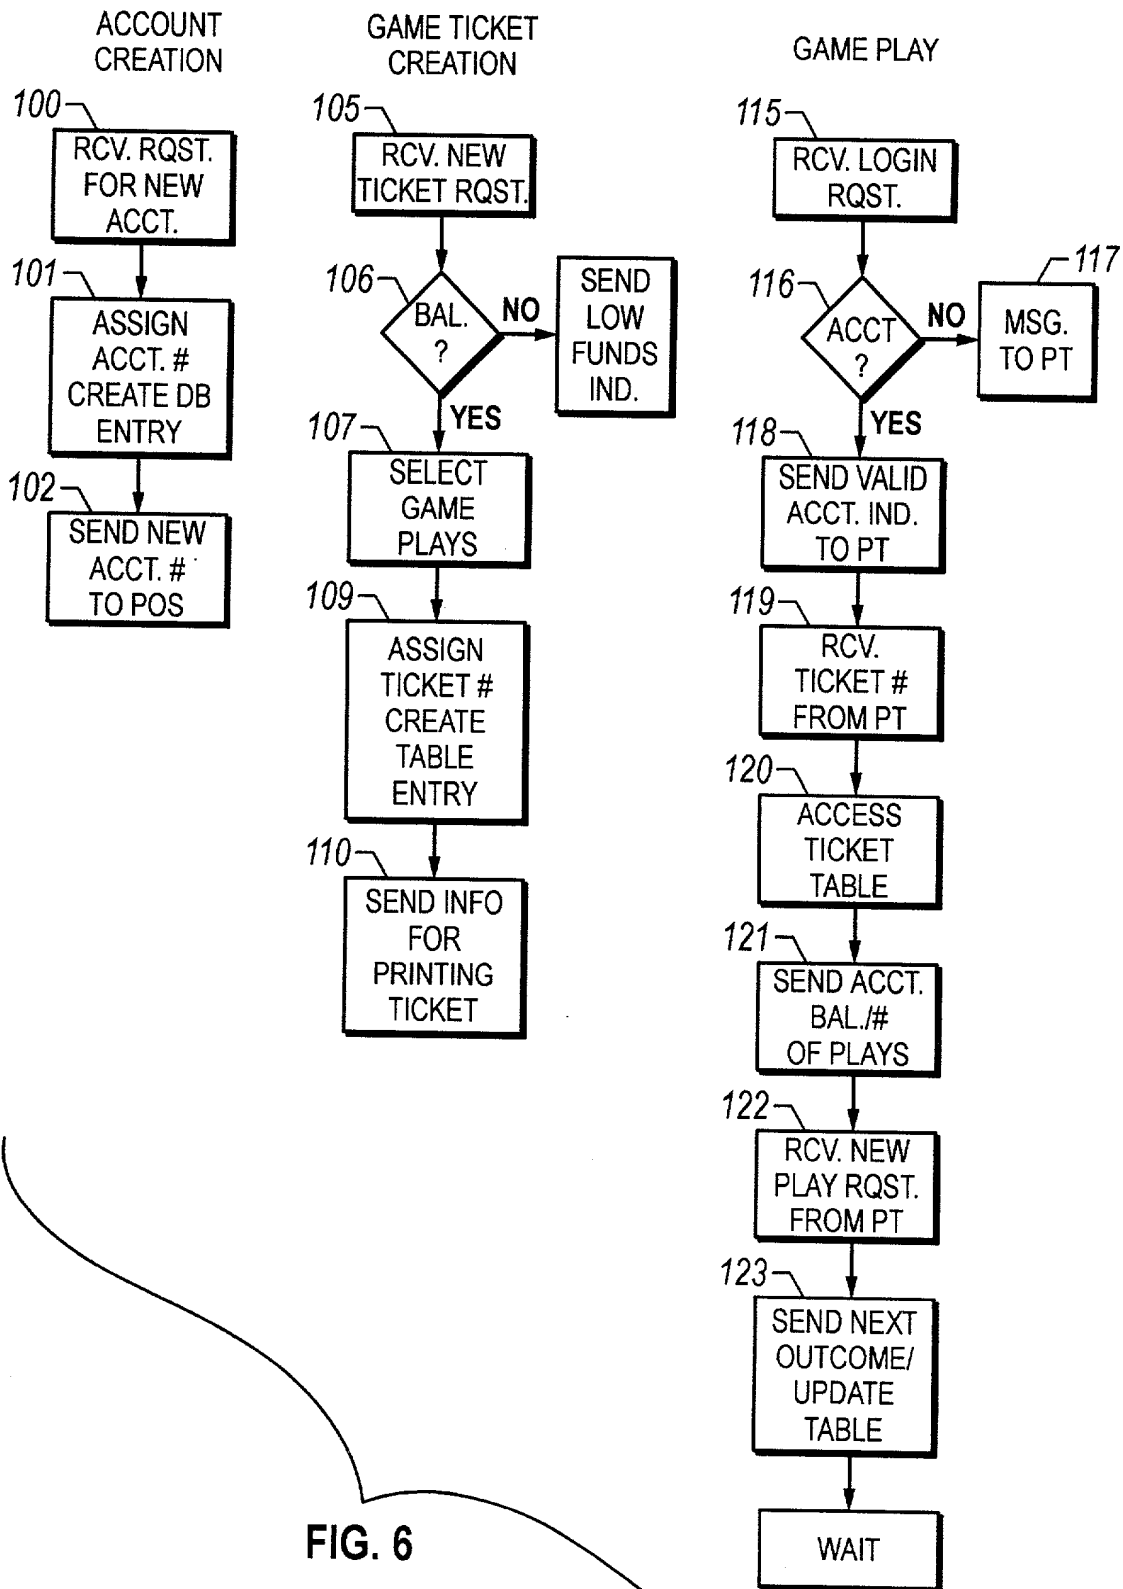 ACCOUNT
CREATION
100
RCV. RQST.
FOR NEW
ACCT.
101
ASSIGN
ACCT. #
CREATE DB
ENTRY
102
SEND NEW
ACCT. #
TO POS
GAME TICKET
CREATION
105
RCV. NEW
TICKET RQST.
106
BAL.
?
NO
SEND
LOW
FUNDS
IND.
YES
107
SELECT
GAME
PLAYS
109
ASSIGN
TICKET #
CREATE
TABLE
ENTRY
110
SEND INFO
FOR
PRINTING
TICKET
GAME PLAY
115
RCV. LOGIN
RQST.
116
ACCT
?
NO
117
MSG.
TO PT
YES
118
SEND VALID
ACCT. IND.
TO PT
119
RCV.
TICKET #
FROM PT
120
ACCESS
TICKET
TABLE
121
SEND ACCT.
BAL./#
OF PLAYS
122
RCV. NEW
PLAY RQST.
FROM PT
123
SEND NEXT
OUTCOME/
UPDATE
TABLE
WAIT
FIG. 6